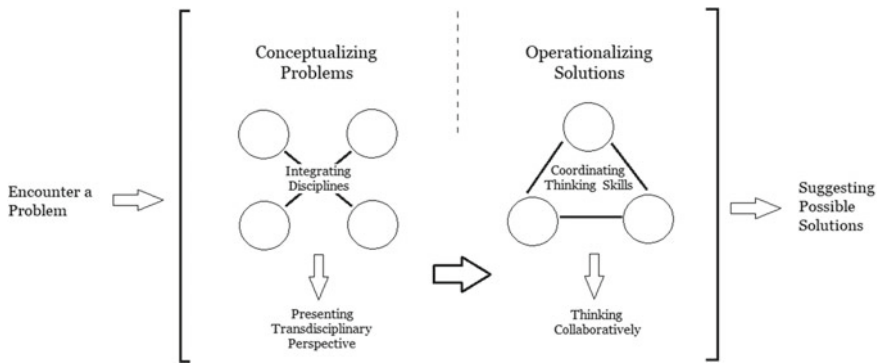 Encounter a
Problem
Conceptualizing
Problems
Integrating
Disciplines
Presenting
Transdisciplinary
Perspective
Operationalizing
Solutions
Coordinating
Thinking Skills
Thinking
Collaboratively
Suggesting
Possible
Solutions